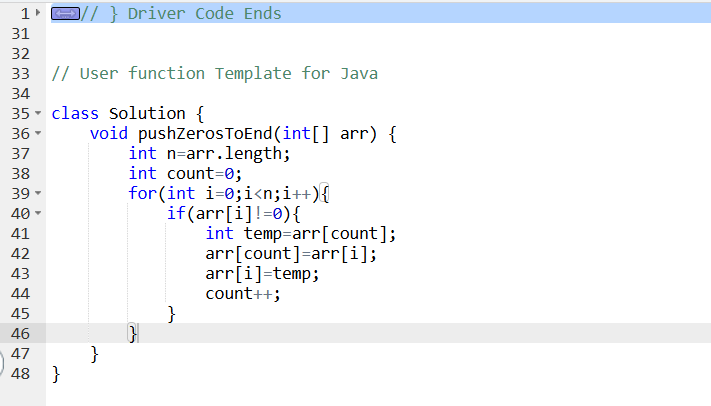 1 // } Driver Code Ends
31
32
33 // User function Template for Java
34
35 class Solution {
36     void pushZerosToEnd(int[] arr) {
37         int n=arr.length;
38         int count=0;
39         for(int i=0;i<n;i++){
40             if(arr[i]!=0){
41                 int temp=arr[count];
42                 arr[count]=arr[i];
43                 arr[i]=temp;
44                 count++;
45             }
46         }
47     }
48 }